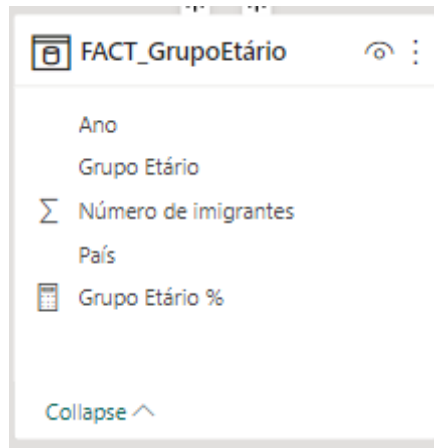 FACT_GrupoEtário
Ano
Grupo Etário
Número de imigrantes
País
Grupo Etário %
Collapse